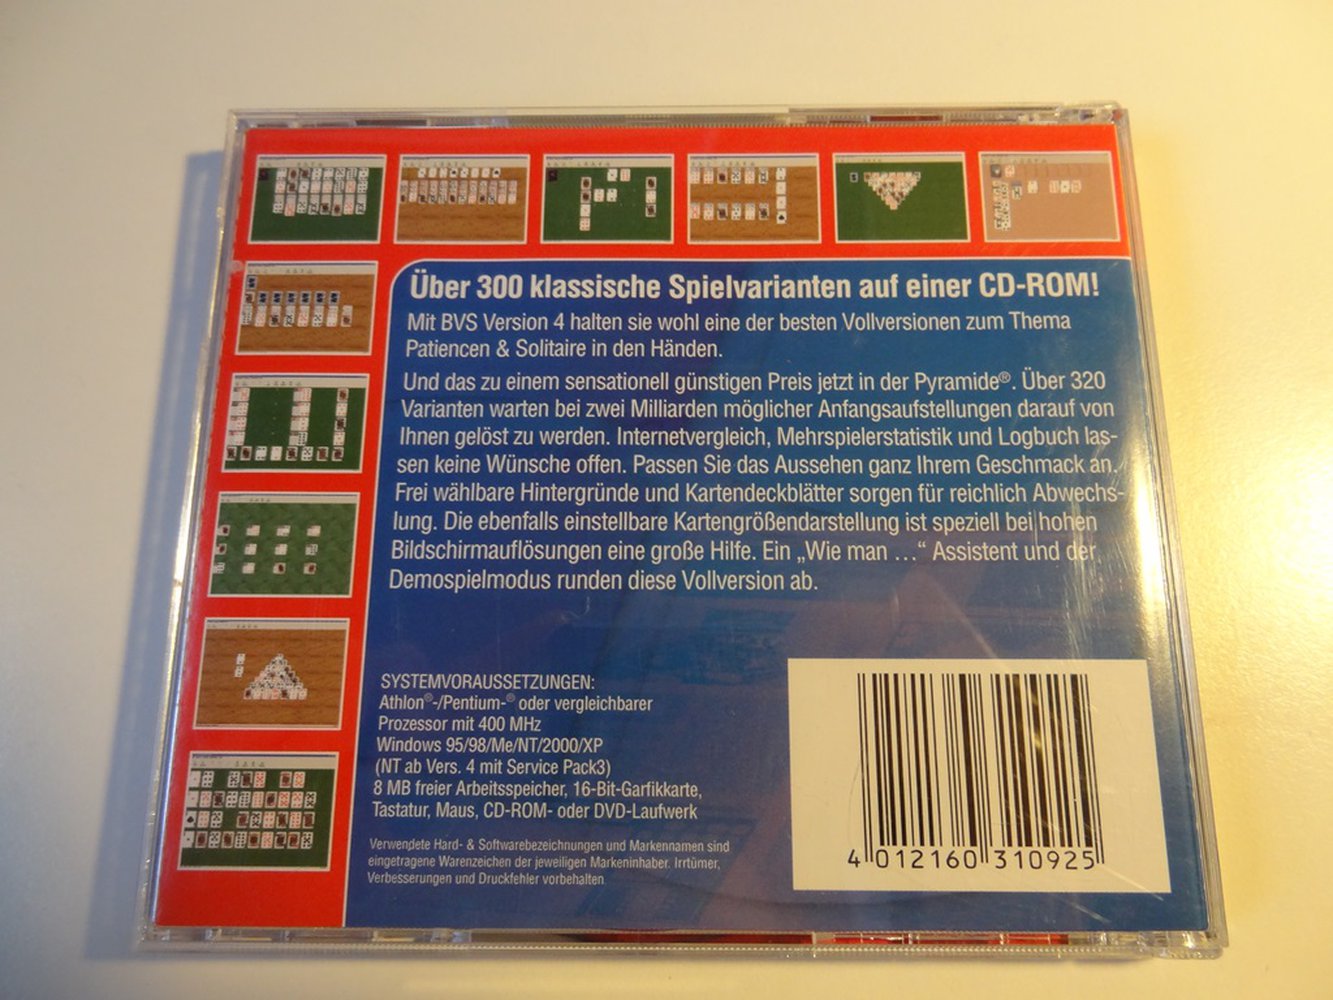 Über 300 klassische Spielvarianten auf einer CD-ROM!
Mit BVS Version 4 halten sie wohl eine der besten Vollversionen zum Thema
Patiencen & Solitaire in den Händen.
Und das zu einem sensationell günstigen Preis jetzt in der Pyramide®. Über 320
Varianten warten bei zwei Milliarden möglicher Anfangsaufstellungen darauf von
Ihnen gelöst zu werden. Internetvergleich, Mehrspielerstatistik und Logbuch las-
sen keine Wünsche offen. Passen Sie das Aussehen ganz Ihrem Geschmack an.
Frei wählbare Hintergründe und Kartendeckblätter sorgen für reichlich Abwechs-
lung. Die ebenfalls einstellbare Kartengrößendarstellung ist speziell bei hohen
Bildschirmauflösungen eine große Hilfe. Ein „Wie man ...“ Assistent und der
Demospielmodus runden diese Vollversion ab.
SYSTEMVORAUSSETZUNGEN:
Athlon®-/Pentium-® oder vergleichbarer
Prozessor mit 400 MHz
Windows 95/98/Me/NT/2000/XP
(NT ab Vers. 4 mit Service Pack3)
8 MB freier Arbeitsspeicher, 16-Bit-Garfikkarte,
Tastatur, Maus, CD-ROM- oder DVD-Laufwerk
Verwendete Hard- & Softwarebezeichnungen und Markennamen sind
eingetragene Warenzeichen der jeweiligen Markeninhaber. Irrtümer,
Verbesserungen und Druckfehler vorbehalten.
4 012160 310925